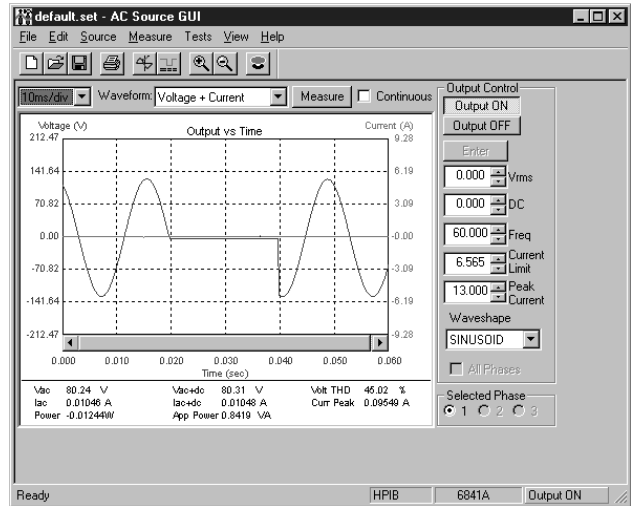 default.set - AC Source GUI
File Edit Source Measure Tests View Help
10ms/div Waveform: Voltage + Current Measure Continuous
Voltage (V) Output vs Time Current (A)
212.47 9.28
141.64 6.19
70.82 3.09
0.00 -0.00
-70.82 -3.09
-141.64 -6.19
-212.47 -9.28
0.000 0.010 0.020 0.030 0.040 0.050 0.060
Time (sec)
Vac 80.24 V Vac+dc 80.31 V Volt THD 45.02 %
Iac 0.01046 A Iac+dc 0.01048 A Curr Peak 0.09549 A
Power -0.01244W App Power 0.8419 VA
Output Control
Output ON
Output OFF
Enter
0.000 Vrms
0.000 DC
60.000 Freq
6.565 Current Limit
13.000 Peak Current
Waveshape
SINUSOID
All Phases
Selected Phase
1 2 3
Ready HPIB 6841A Output ON